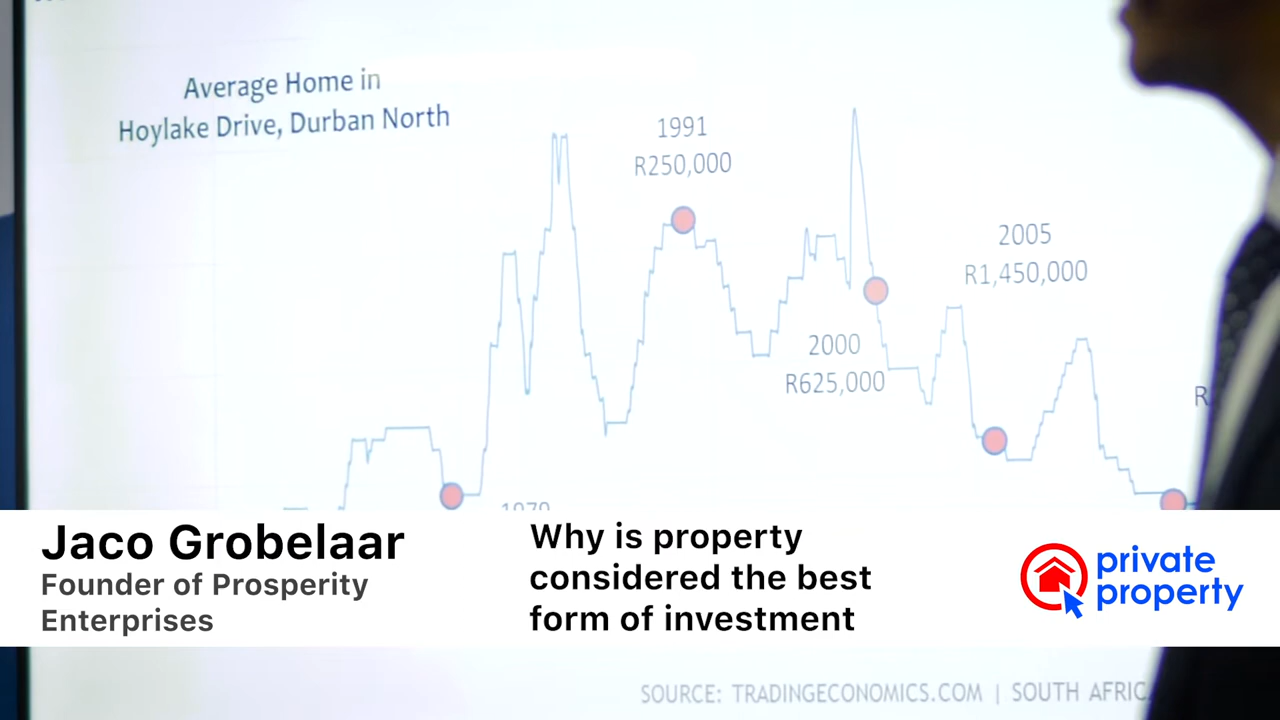 Average Home in
Hoylake Drive, Durban North
1991
R250,000
2005
R1,450,000
2000
R625,000
R
Jaco Grobelaar
Founder of Prosperity
Enterprises
Why is property
considered the best
form of investment
private
property
SOURCE: TRADINGECONOMICS.COM | SOUTH AFRIC